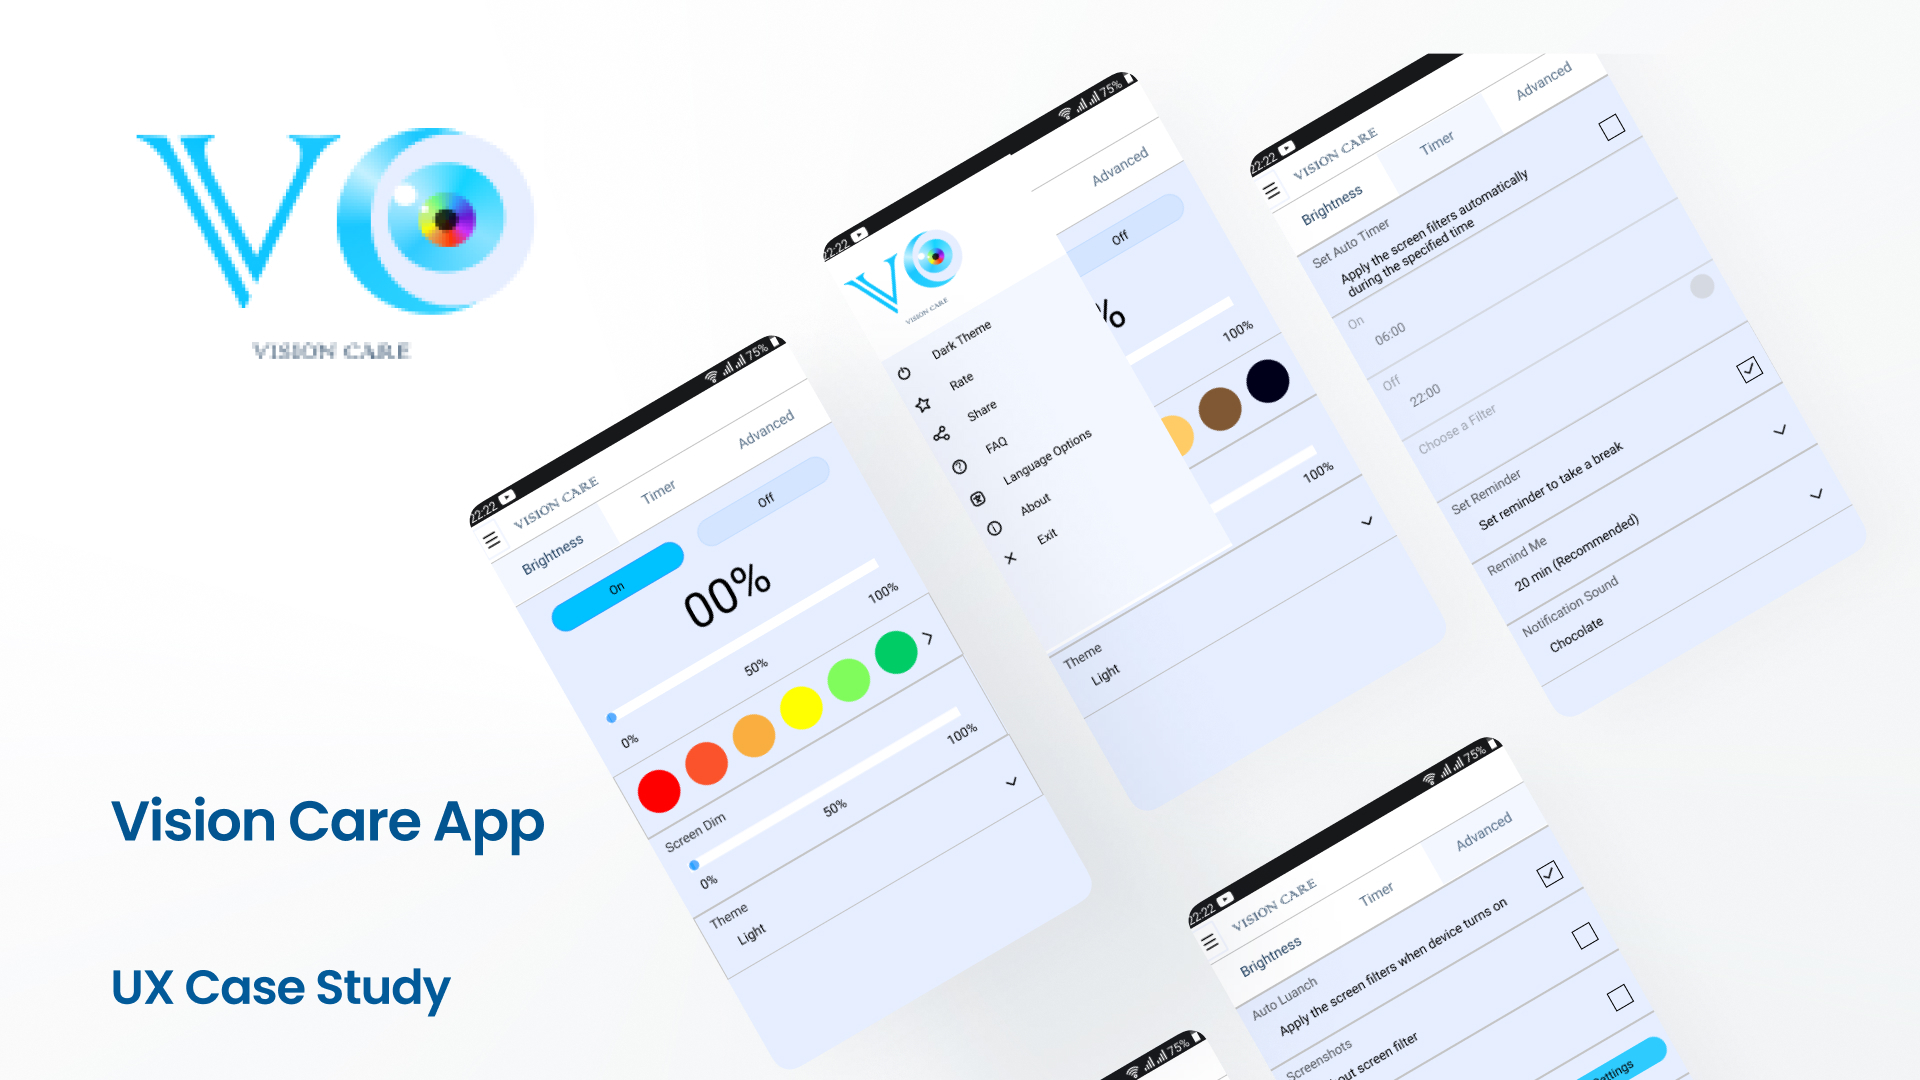 VISION CARE
Vision Care App
UX Case Study
22:22
75%
VISION CARE
Brightness
Timer
Advanced
On
Off
00%
0%
50%
100%
Screen Dim
0%
50%
100%
Theme
Light
22:22
75%
VISION CARE
Advanced
Dark Theme
Rate
Share
FAQ
Language Options
About
Exit
Off
%
100%
100%
Theme
Light
22:22
VISION CARE
Brightness
Timer
Advanced
Set Auto Timer
Apply the screen filters automatically
during the specified time
On
06:00
Off
22:00
Choose a Filter
Set Reminder
Set reminder to take a break
Remind Me
20 min (Recommended)
Notification Sound
Chocolate
22:22
75%
VISION CARE
Brightness
Timer
Advanced
Auto Luanch
Apply the screen filters when device turns on
Screenshots
screen filter
75%